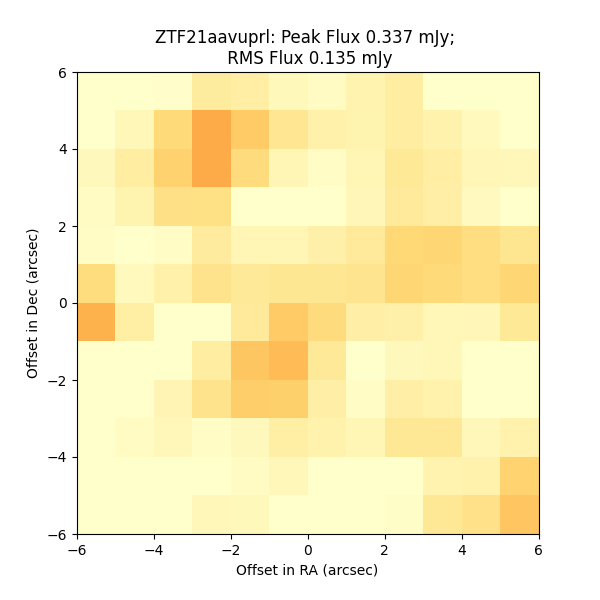 ZTF21aavuprl: Peak Flux 0.337 mJy;
RMS Flux 0.135 mJy
6
4
2
0
−2
−4
−6
Offset in Dec (arcsec)
−6 −4 −2 0 2 4 6
Offset in RA (arcsec)